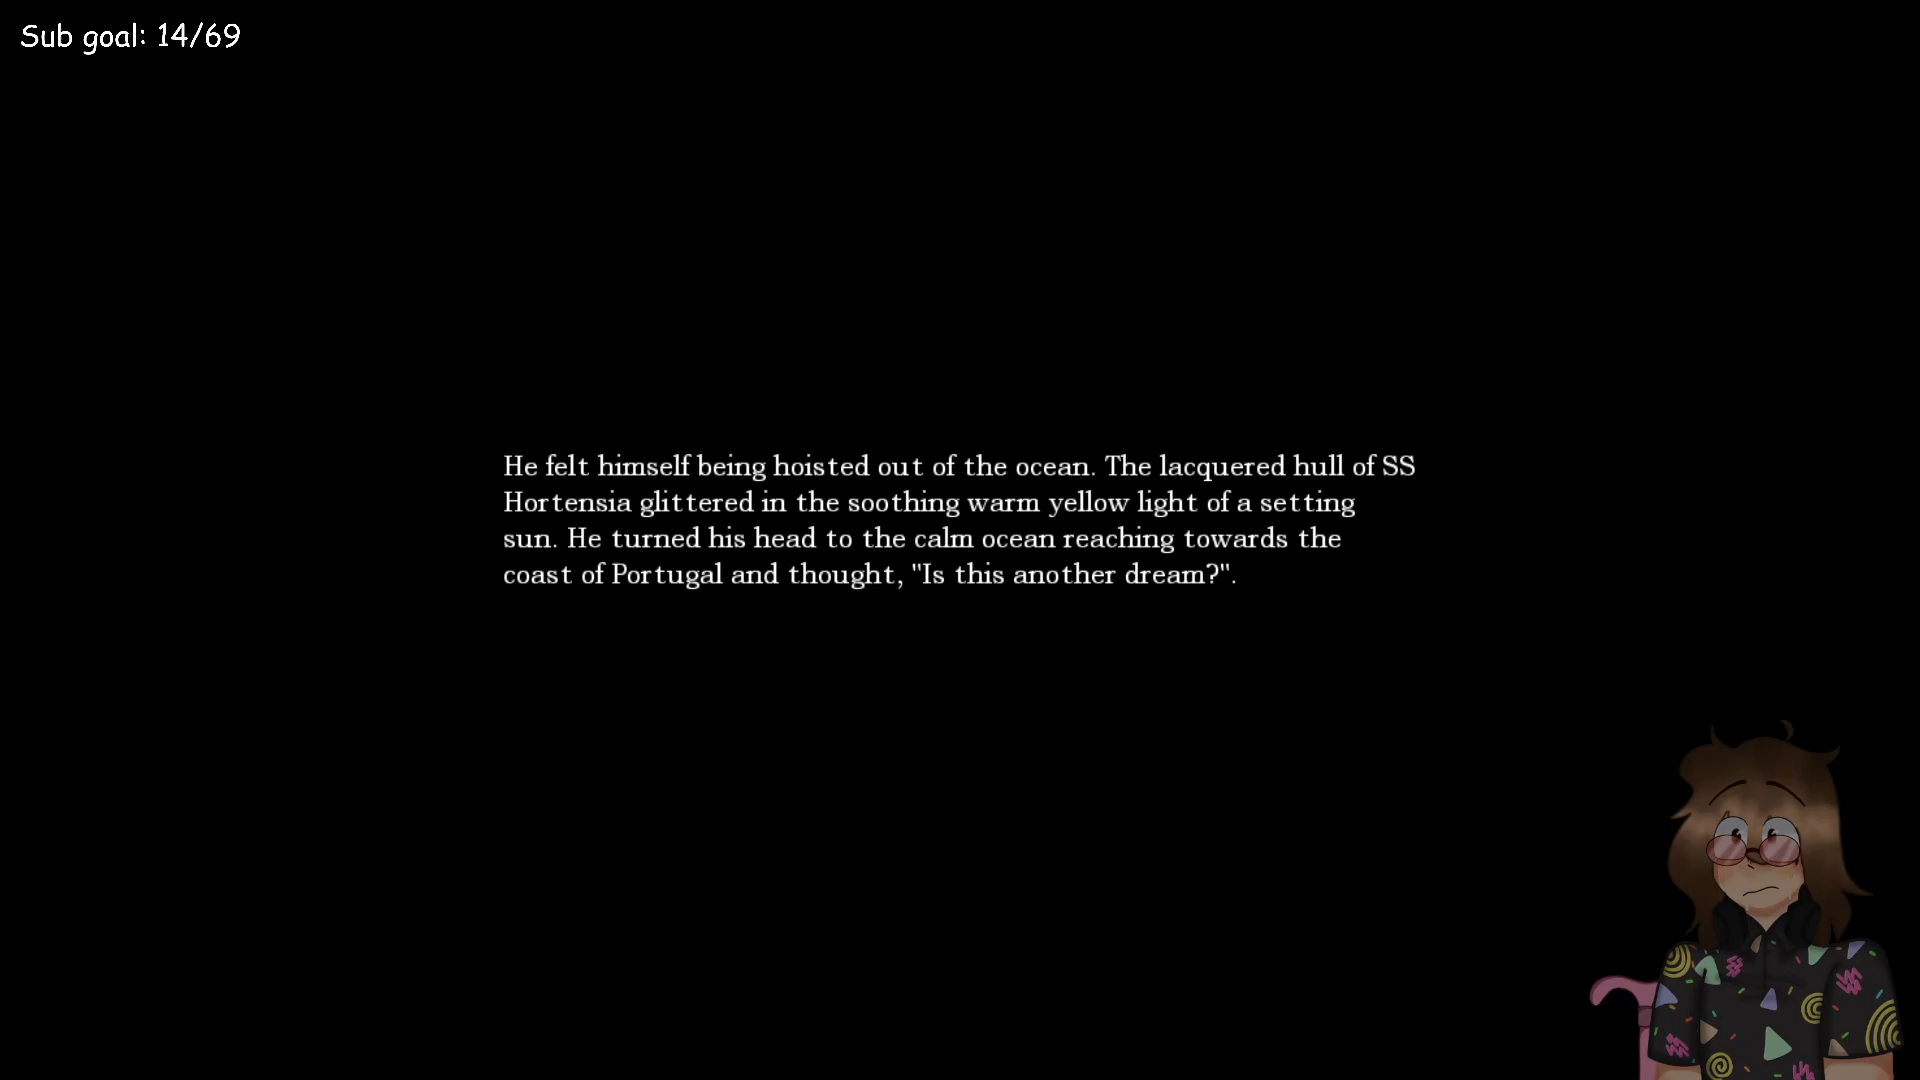 Sub goal: 14/69
He felt himself being hoisted out of the ocean. The lacquered hull of SS
Hortensia glittered in the soothing warm yellow light of a setting
sun. He turned his head to the calm ocean reaching towards the
coast of Portugal and thought, "Is this another dream?".